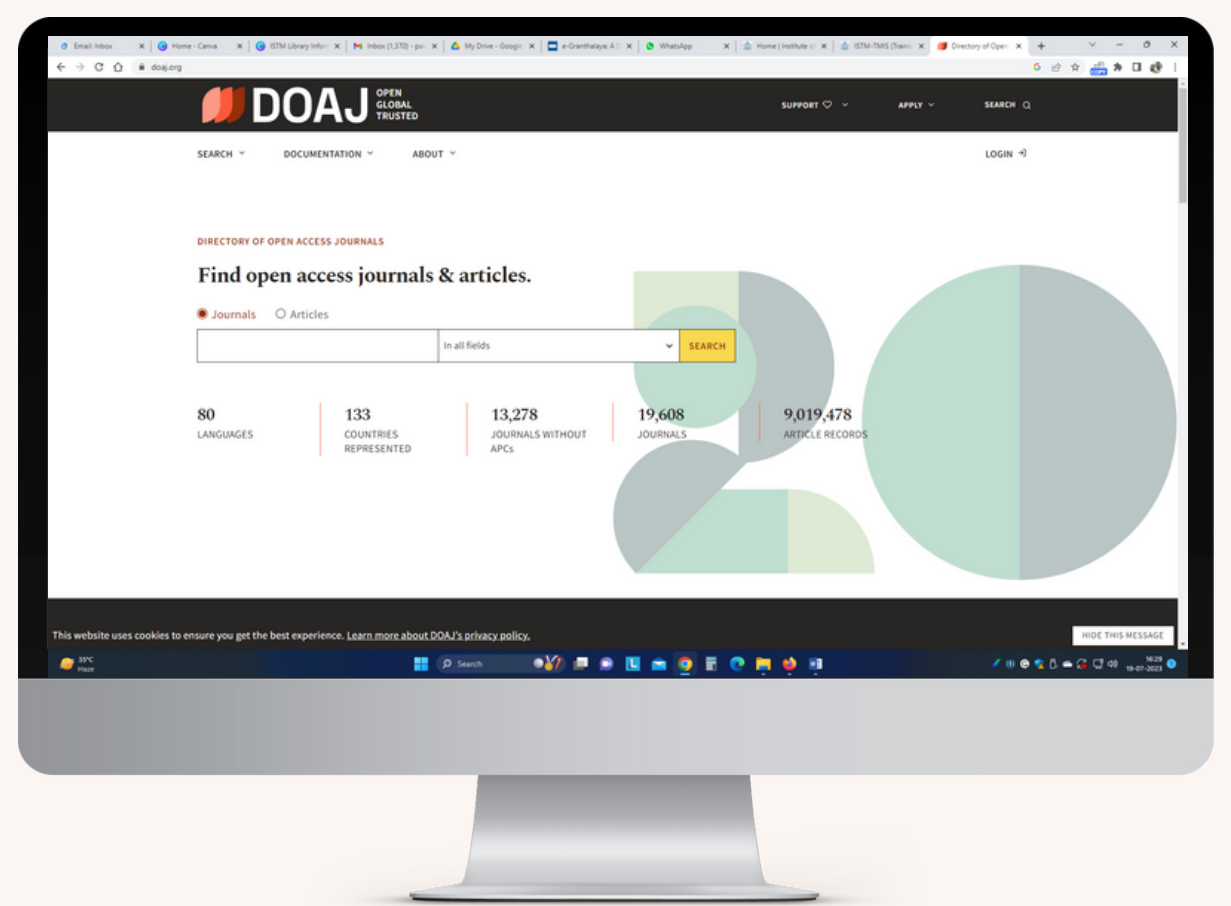 Email: Inbox
Home - Canva
ISTM Library Inform
Inbox (1,370) - pa
My Drive - Google
e-Granthalaya: A D
WhatsApp
Home | Institute of
ISTM-TMIS (Trainin
Directory of Open
doaj.org
DOAJ
OPEN
GLOBAL
TRUSTED
SUPPORT APPLY SEARCH
SEARCH DOCUMENTATION ABOUT LOGIN
DIRECTORY OF OPEN ACCESS JOURNALS
Find open access journals & articles.
Journals Articles
In all fields SEARCH
80
LANGUAGES
133
COUNTRIES
REPRESENTED
13,278
JOURNALS WITHOUT
APCs
19,608
JOURNALS
9,019,478
ARTICLE RECORDS
20
This website uses cookies to ensure you get the best experience. Learn more about DOAJ's privacy policy.
HIDE THIS MESSAGE
35°C
Haze
Search
16:29
19-07-2023